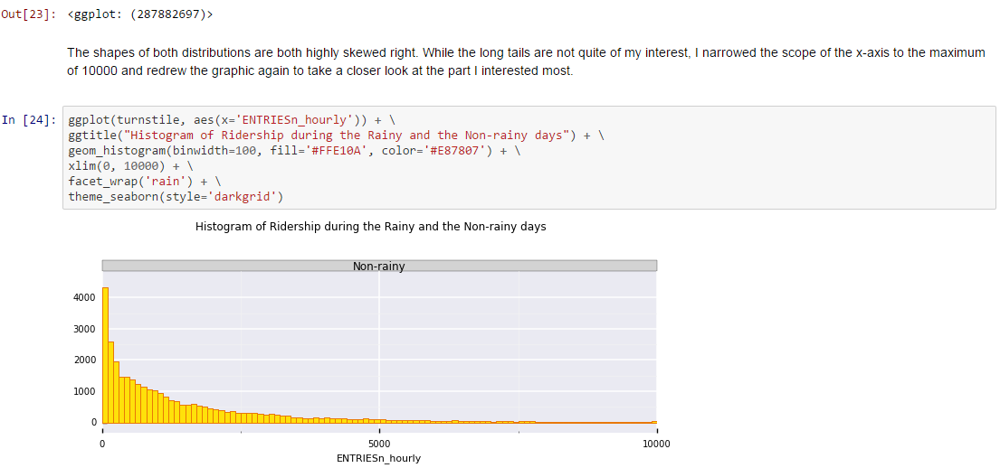 Out[23]: <ggplot: (287882697)>
The shapes of both distributions are both highly skewed right. While the long tails are not quite of my interest, I narrowed the scope of the x-axis to the maximum
of 10000 and redrew the graphic again to take a closer look at the part I interested most.
In [24]: ggplot(turnstile, aes(x='ENTRIESn_hourly')) + \
ggtitle("Histogram of Ridership during the Rainy and the Non-rainy days") + \
geom_histogram(binwidth=100, fill='#FFE10A', color='#E87807') + \
xlim(0, 10000) + \
facet_wrap('rain') + \
theme_seaborn(style='darkgrid')
Histogram of Ridership during the Rainy and the Non-rainy days
Non-rainy
4000
3000
2000
1000
0
0 5000 10000
ENTRIESn_hourly